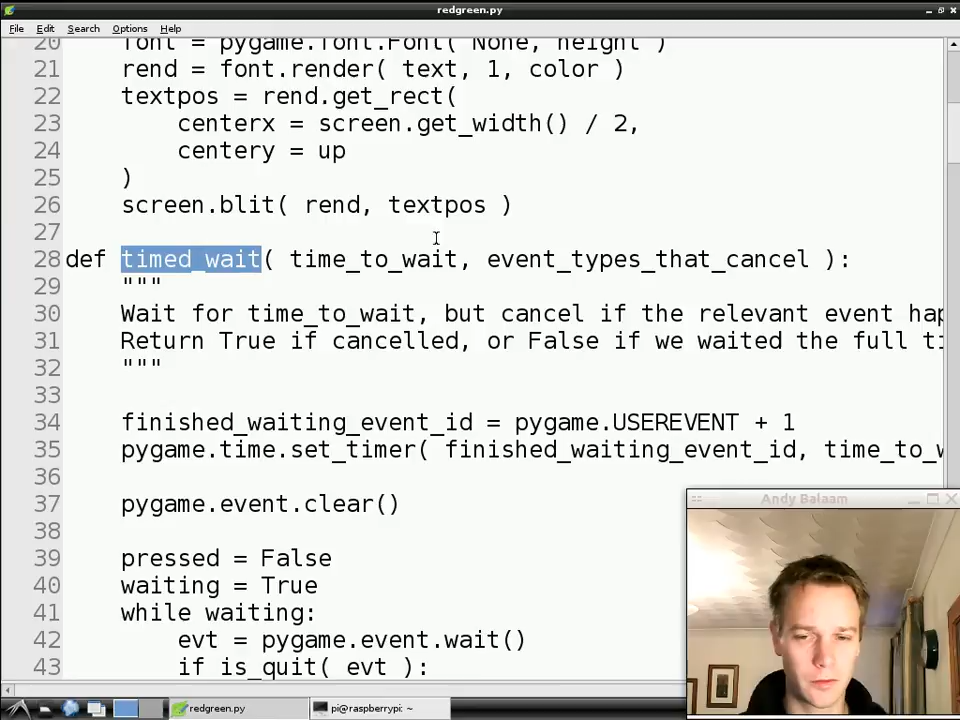 redgreen.py
File Edit Search Options Help
20 font = pygame.font.Font( None, height )
21 rend = font.render( text, 1, color )
22 textpos = rend.get_rect(
23 centerx = screen.get_width() / 2,
24 centery = up
25 )
26 screen.blit( rend, textpos )
27
28 def timed_wait( time_to_wait, event_types_that_cancel ):
29 """
30 Wait for time_to_wait, but cancel if the relevant event hap
31 Return True if cancelled, or False if we waited the full ti
32 """
33
34 finished_waiting_event_id = pygame.USEREVENT + 1
35 pygame.time.set_timer( finished_waiting_event_id, time_to_w
36
37 pygame.event.clear()
38
39 pressed = False
40 waiting = True
41 while waiting:
42 evt = pygame.event.wait()
43 if is_quit( evt ):
Andy Balaam
redgreen.py
pi@raspberrypi: ~